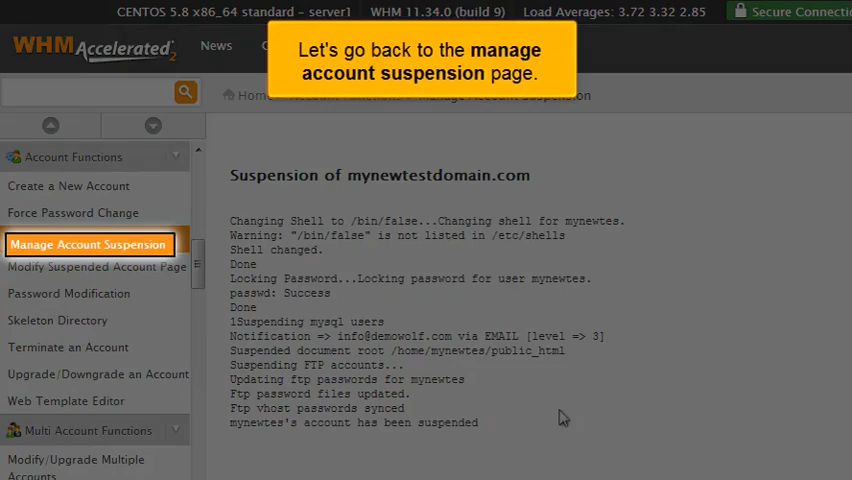 CENTOS 5.8 x86_64 standard - server1 WHM 11.34.0 (build 9) Load Averages: 3.72 3.32 2.85 Secure Connectio
WHM Accelerated2 News
Let's go back to the manage
account suspension page.
Home
Suspension
Account Functions
Create a New Account
Force Password Change
Manage Account Suspension
Modify Suspended Account Page
Password Modification
Skeleton Directory
Terminate an Account
Upgrade/Downgrade an Account
Web Template Editor
Multi Account Functions
Modify/Upgrade Multiple
Accounts
Suspension of mynewtestdomain.com
Changing Shell to /bin/false...Changing shell for mynewtes.
Warning: "/bin/false" is not listed in /etc/shells
Shell changed.
Done
Locking Password...Locking password for user mynewtes.
passwd: Success
Done
1Suspending mysql users
Notification => info@demowolf.com via EMAIL [level => 3]
Suspended document root /home/mynewtes/public_html
Suspending FTP accounts...
Updating ftp passwords for mynewtes
Ftp password files updated.
Ftp vhost passwords synced
mynewtes's account has been suspended